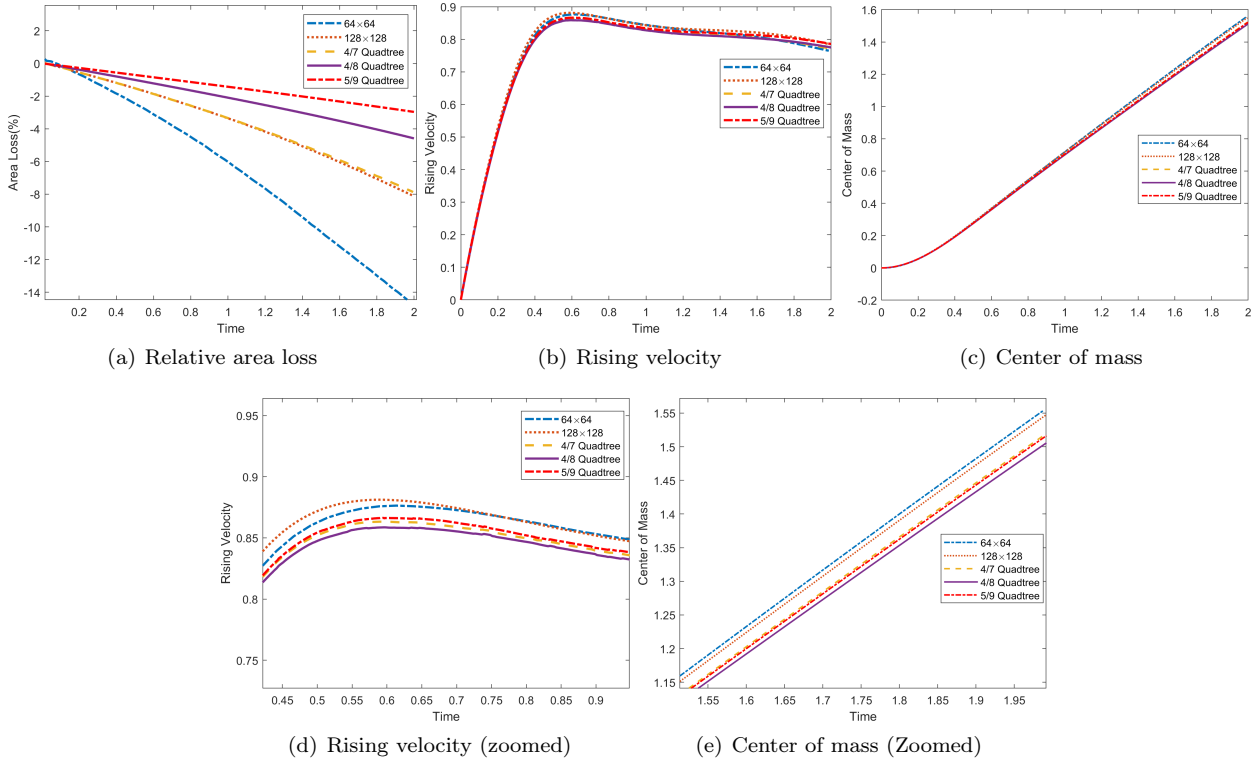 2
0
-2
-4
-6
-8
-10
-12
-14
Area Loss(%)
0.2 0.4 0.6 0.8 1 1.2 1.4 1.6 1.8 2
Time
64×64
128×128
4/7 Quadtree
4/8 Quadtree
5/9 Quadtree
(a) Relative area loss
0.9
0.8
0.7
0.6
0.5
0.4
0.3
0.2
0.1
0
Rising Velocity
0 0.2 0.4 0.6 0.8 1 1.2 1.4 1.6 1.8 2
Time
64×64
128×128
4/7 Quadtree
4/8 Quadtree
5/9 Quadtree
(b) Rising velocity
1.6
1.4
1.2
1
0.8
0.6
0.4
0.2
0
-0.2
Center of Mass
0 0.2 0.4 0.6 0.8 1 1.2 1.4 1.6 1.8 2
Time
64×64
128×128
4/7 Quadtree
4/8 Quadtree
5/9 Quadtree
(c) Center of mass
0.95
0.9
0.85
0.8
0.75
Rising Velocity
0.45 0.5 0.55 0.6 0.65 0.7 0.75 0.8 0.85 0.9
Time
64×64
128×128
4/7 Quadtree
4/8 Quadtree
5/9 Quadtree
(d) Rising velocity (zoomed)
1.55
1.5
1.45
1.4
1.35
1.3
1.25
1.2
1.15
Center of Mass
1.55 1.6 1.65 1.7 1.75 1.8 1.85 1.9 1.95
Time
64×64
128×128
4/7 Quadtree
4/8 Quadtree
5/9 Quadtree
(e) Center of mass (Zoomed)